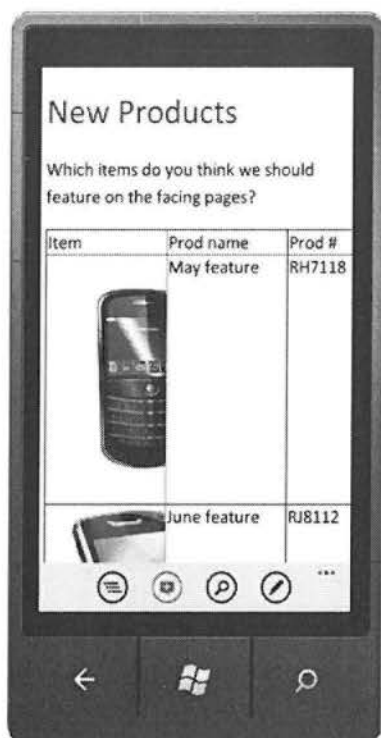 New Products
Which items do you think we should
feature on the facing pages?
Item Prod name Prod #
May feature RH7118
June feature RJ8112